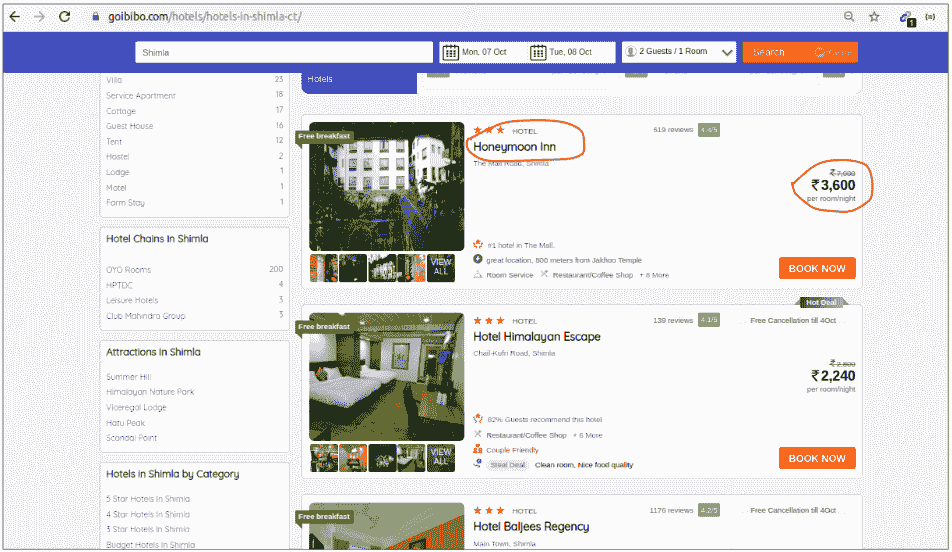 goibibo.com/hotels/hotels-in-shimla-ct/
1
Shimla
Mon, 07 Oct
Tue, 08 Oct
2 Guests / 1 Room
Search
Villa 23
Service Apartment 18
Cottage 17
Guest House 16
Tent 12
Hostel 2
Lodge 1
Motel 1
Farm Stay 1
Hotel Chains In Shimla
OYO Rooms 200
HPTDC 4
Leisure Hotels 3
Club Mahindra Group 3
Attractions In Shimla
Summer Hill
Himalayan Nature Park
Viceregal Lodge
Hatu Peak
Scandal Point
Hotels in Shimla by Category
5 Star Hotels In Shimla
4 Star Hotels In Shimla
3 Star Hotels In Shimla
Budget Hotels In Shimla
Hotels
Free breakfast
HOTEL
Honeymoon Inn
The Mall Road, Shimla
519 reviews 4.4/5
₹ 3,600
per room/night
#1 hotel in The Mall.
great location, 500 meters from Jakhoo Temple
Room Service Restaurant/Coffee Shop + 6 More
VIEW
ALL
BOOK NOW
Hot Deal
Free breakfast
HOTEL
Hotel Himalayan Escape
Chail-Kufri Road, Shimla
139 reviews 4.1/5
Free Cancellation till 4Oct
₹ 2,800
₹ 2,240
per room/night
82% Guests recommend this hotel
Restaurant/Coffee Shop + 6 More
Couple Friendly
Steal Deal Clean room, Nice food quality
VIEW
ALL
BOOK NOW
Free breakfast
HOTEL
Hotel Baljees Regency
Main Town, Shimla
1176 reviews 4.2/5
Free Cancellation till 4Oct